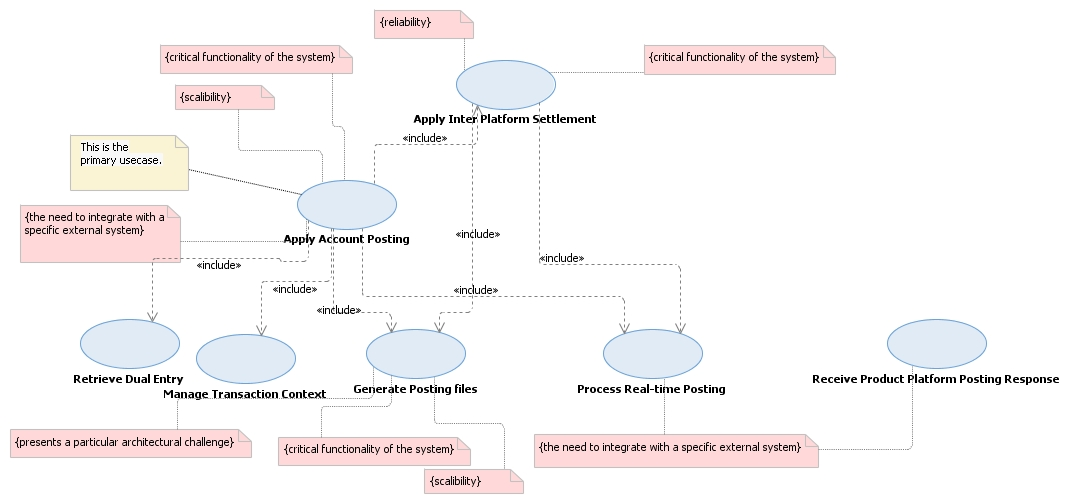 {reliability}
{critical functionality of the system}
{critical functionality of the system}
{scalibility}
Apply Inter Platform Settlement
«include»
This is the
primary usecase.
{the need to integrate with a
specific external system}
Apply Account Posting
«include»
«include»
«include»
«include»
«include»
«include»
Retrieve Dual Entry
Manage Transaction Context
Generate Posting files
Process Real-time Posting
Receive Product Platform Posting Response
{presents a particular architectural challenge}
{critical functionality of the system}
{the need to integrate with a specific external system}
{scalibility}